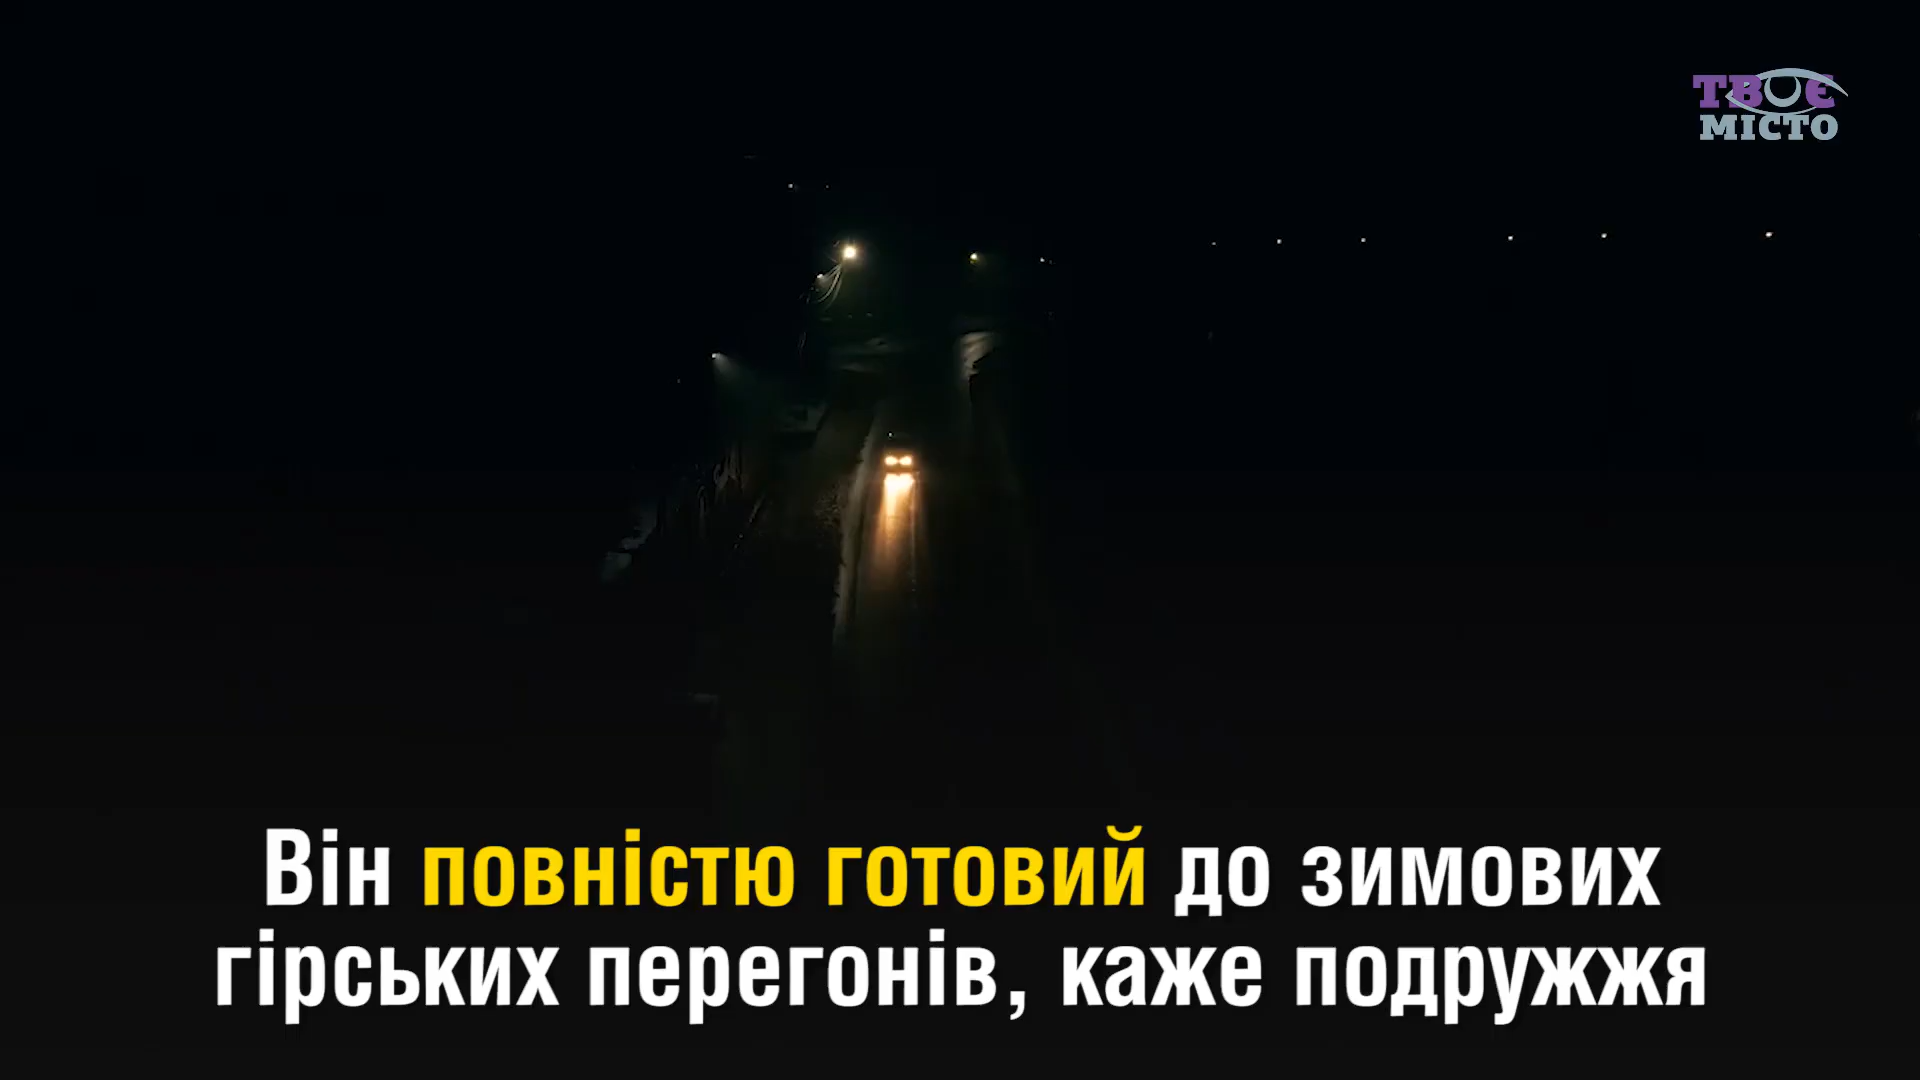 ТВОЄ
МІСТО
Він повністю готовий до зимових
гірських перегонів, каже подружжя